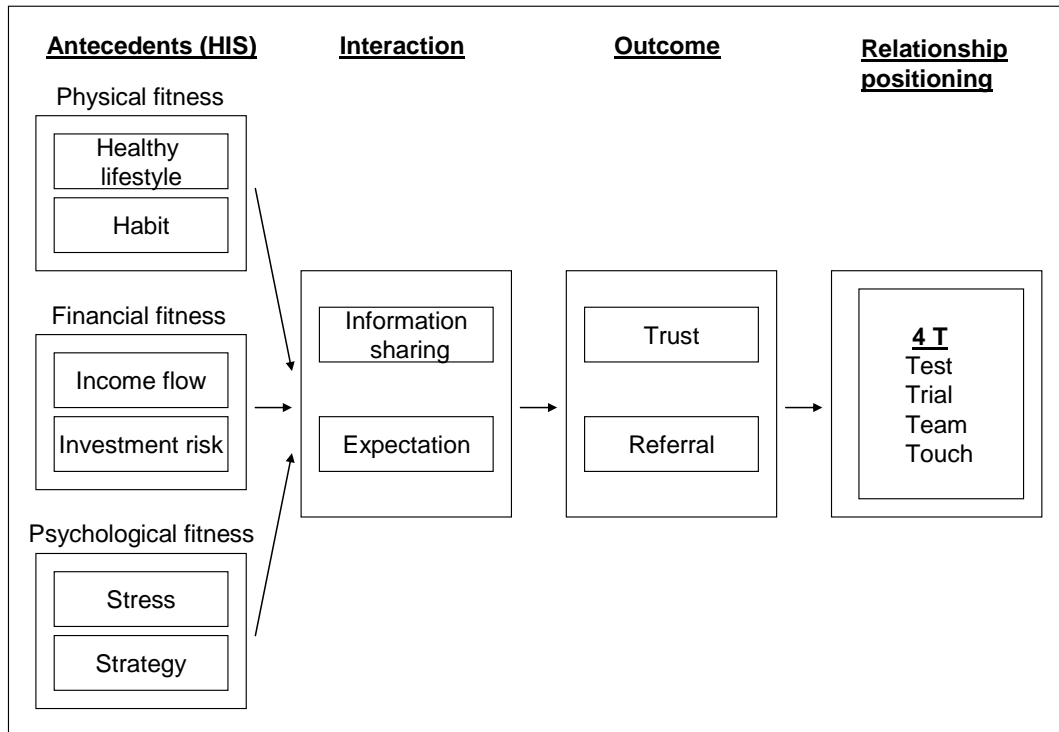 Antecedents (HIS)
Interaction
Outcome
Relationship
positioning
Physical fitness
Healthy
lifestyle
Habit
Financial fitness
Income flow
Investment risk
Psychological fitness
Stress
Strategy
Information
sharing
Expectation
Trust
Referral
4 T
Test
Trial
Team
Touch